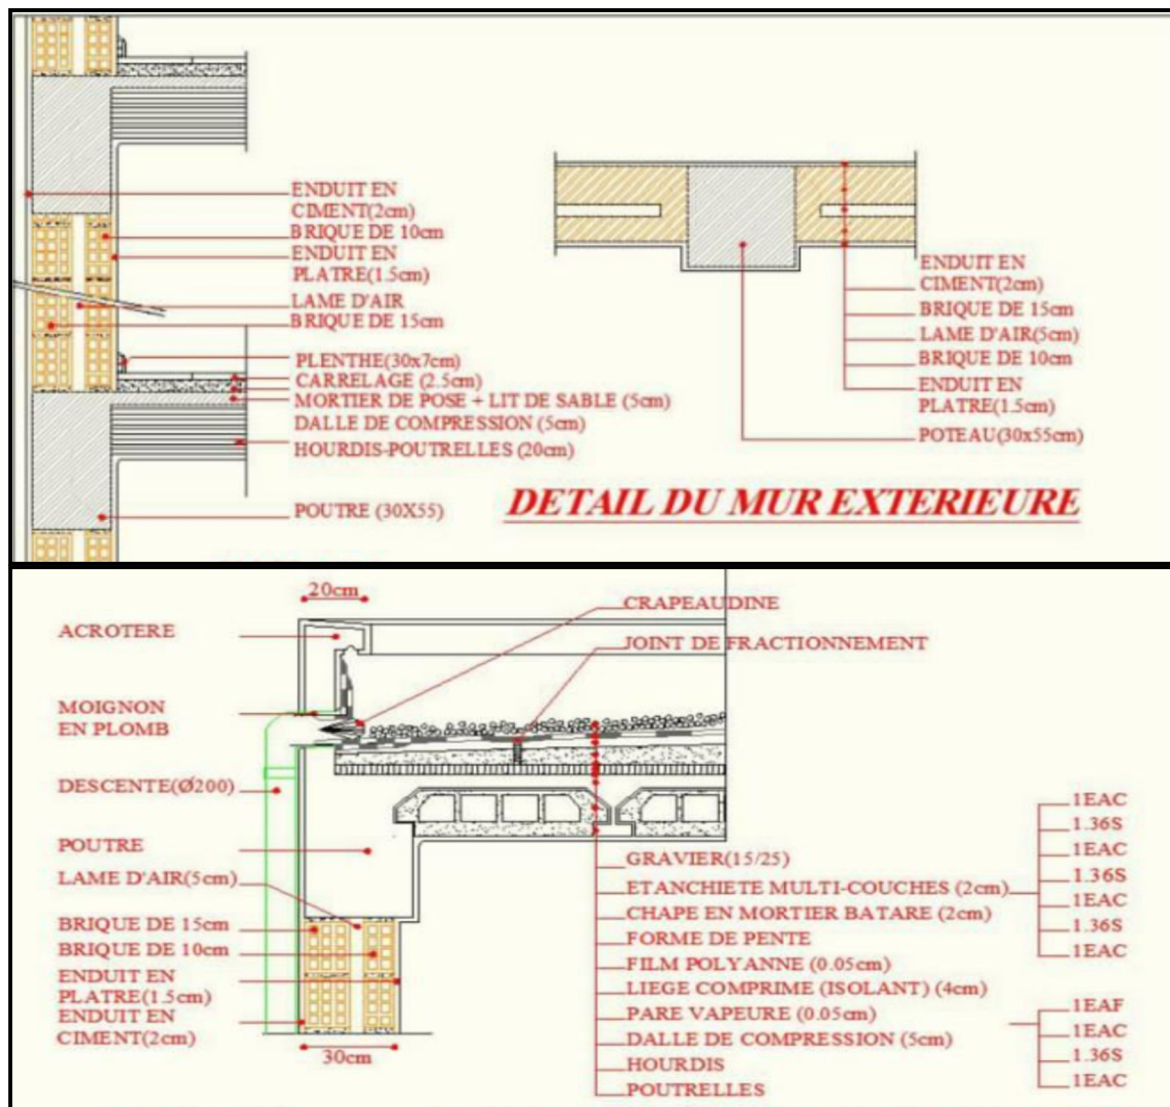 ENDUIT EN
CIMENT(2cm)
BRIQUE DE 10cm
ENDUIT EN
PLATRE(1.5cm)
LAME D'AIR
BRIQUE DE 15cm
PLENTHE(30x7cm)
CARRELAGE (2.5cm)
MORTIER DE POSE + LIT DE SABLE (5cm)
DALLE DE COMPRESSION (5cm)
HOURDIS-POUTRELLES (20cm)
POUTRE (30X55)
ENDUIT EN
CIMENT(2cm)
BRIQUE DE 15cm
LAME D'AIR(5cm)
BRIQUE DE 10cm
ENDUIT EN
PLATRE(1.5cm)
POTEAU(30x55cm)
DETAIL DU MUR EXTERIEURE
20cm
ACROTERE
MOIGNON
EN PLOMB
DESCENTE(Ø200)
POUTRE
LAME D'AIR(5cm)
BRIQUE DE 15cm
BRIQUE DE 10cm
ENDUIT EN
PLATRE(1.5cm)
ENDUIT EN
CIMENT(2cm)
30cm
CRAPEAUDINE
JOINT DE FRACTIONNEMENT
GRAVIER(15/25)
ETANCHIETE MULTI-COUCHES (2cm)
CHAPE EN MORTIER BATARE (2cm)
FORME DE PENTE
FILM POLYANNE (0.05cm)
LIEGE COMPRIME (ISOLANT) (4cm)
PARE VAPEURE (0.05cm)
DALLE DE COMPRESSION (5cm)
HOURDIS
POUTRELLES
1EAC
1.36S
1EAC
1.36S
1EAC
1.36S
1EAC
1EAF
1EAC
1.36S
1EAC